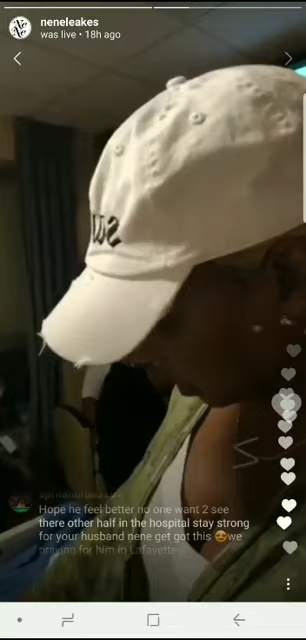 neneleakes
was live • 18h ago
Hope he feel better no one want 2 see
there other half in the hospital stay strong
for your husband nene get got this 😍we
praying for him in Lafayette